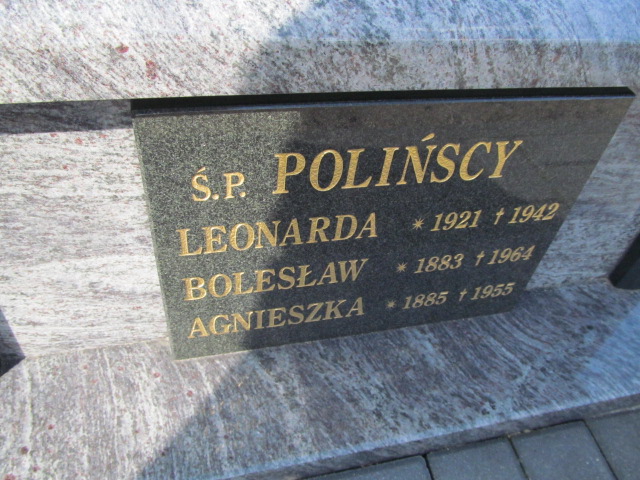 Ś.P. POLIŃSCY
LEONARDA * 1921 † 1942
BOLESŁAW * 1883 † 1964
AGNIESZKA * 1885 † 1955